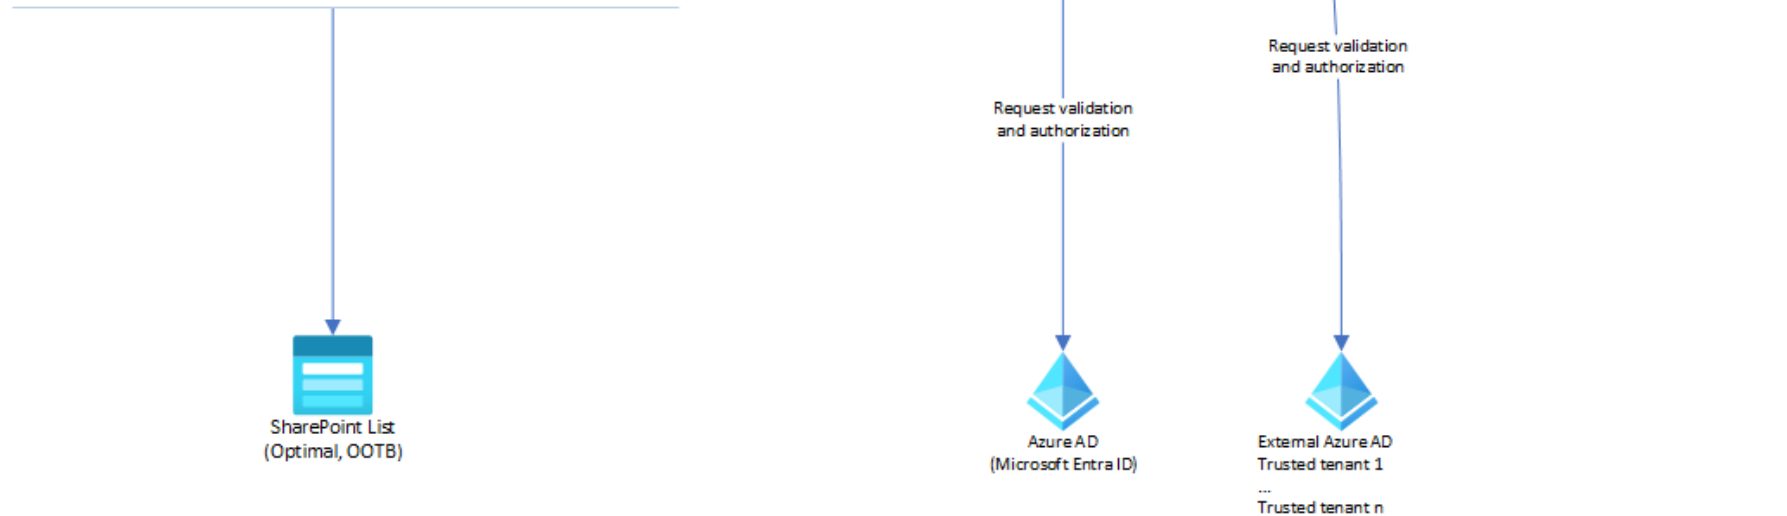 Request validation
and authorization
Request validation
and authorization
SharePoint List
(Optimal, OOTB)
Azure AD
(Microsoft Entra ID)
External Azure AD
Trusted tenant 1
...
Trusted tenant n